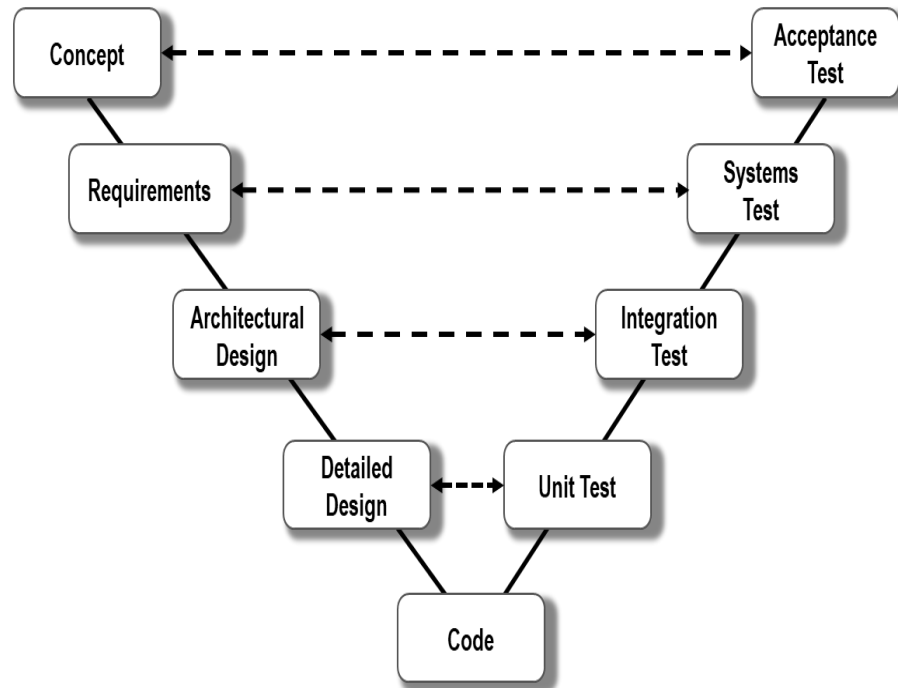 Concept
Acceptance
Test
Requirements
Systems
Test
Architectural
Design
Integration
Test
Detailed
Design
Unit Test
Code